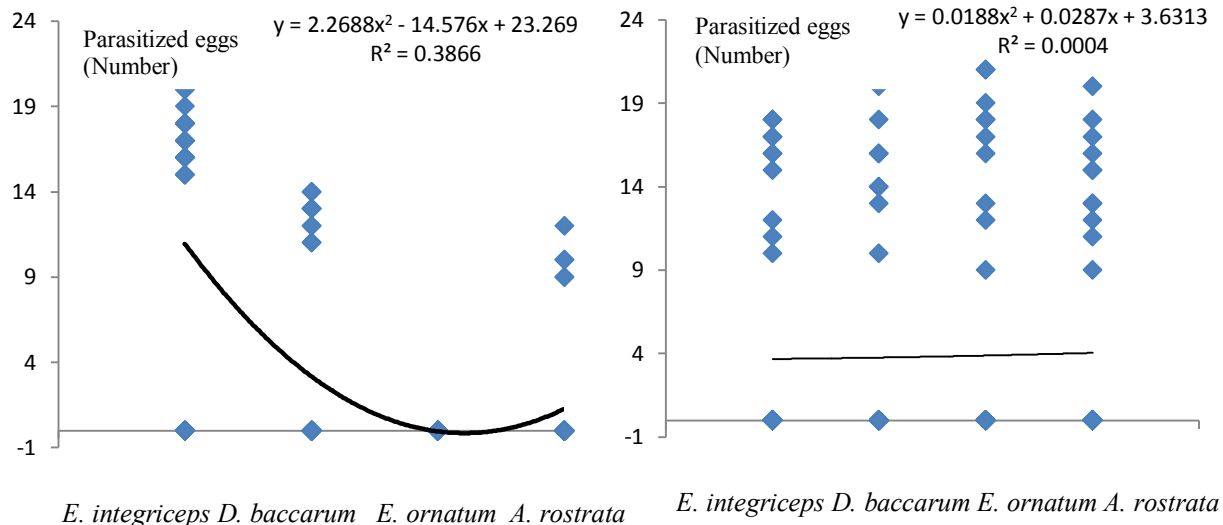 24
19
14
9
4
-1
Parasitized eggs
(Number)
y = 2.2688x² - 14.576x + 23.269
R² = 0.3866
E. integriceps D. baccarum E. ornatum A. rostrata
24
19
14
9
4
-1
Parasitized eggs
(Number)
y = 0.0188x² + 0.0287x + 3.6313
R² = 0.0004
E. integriceps D. baccarum E. ornatum A. rostrata